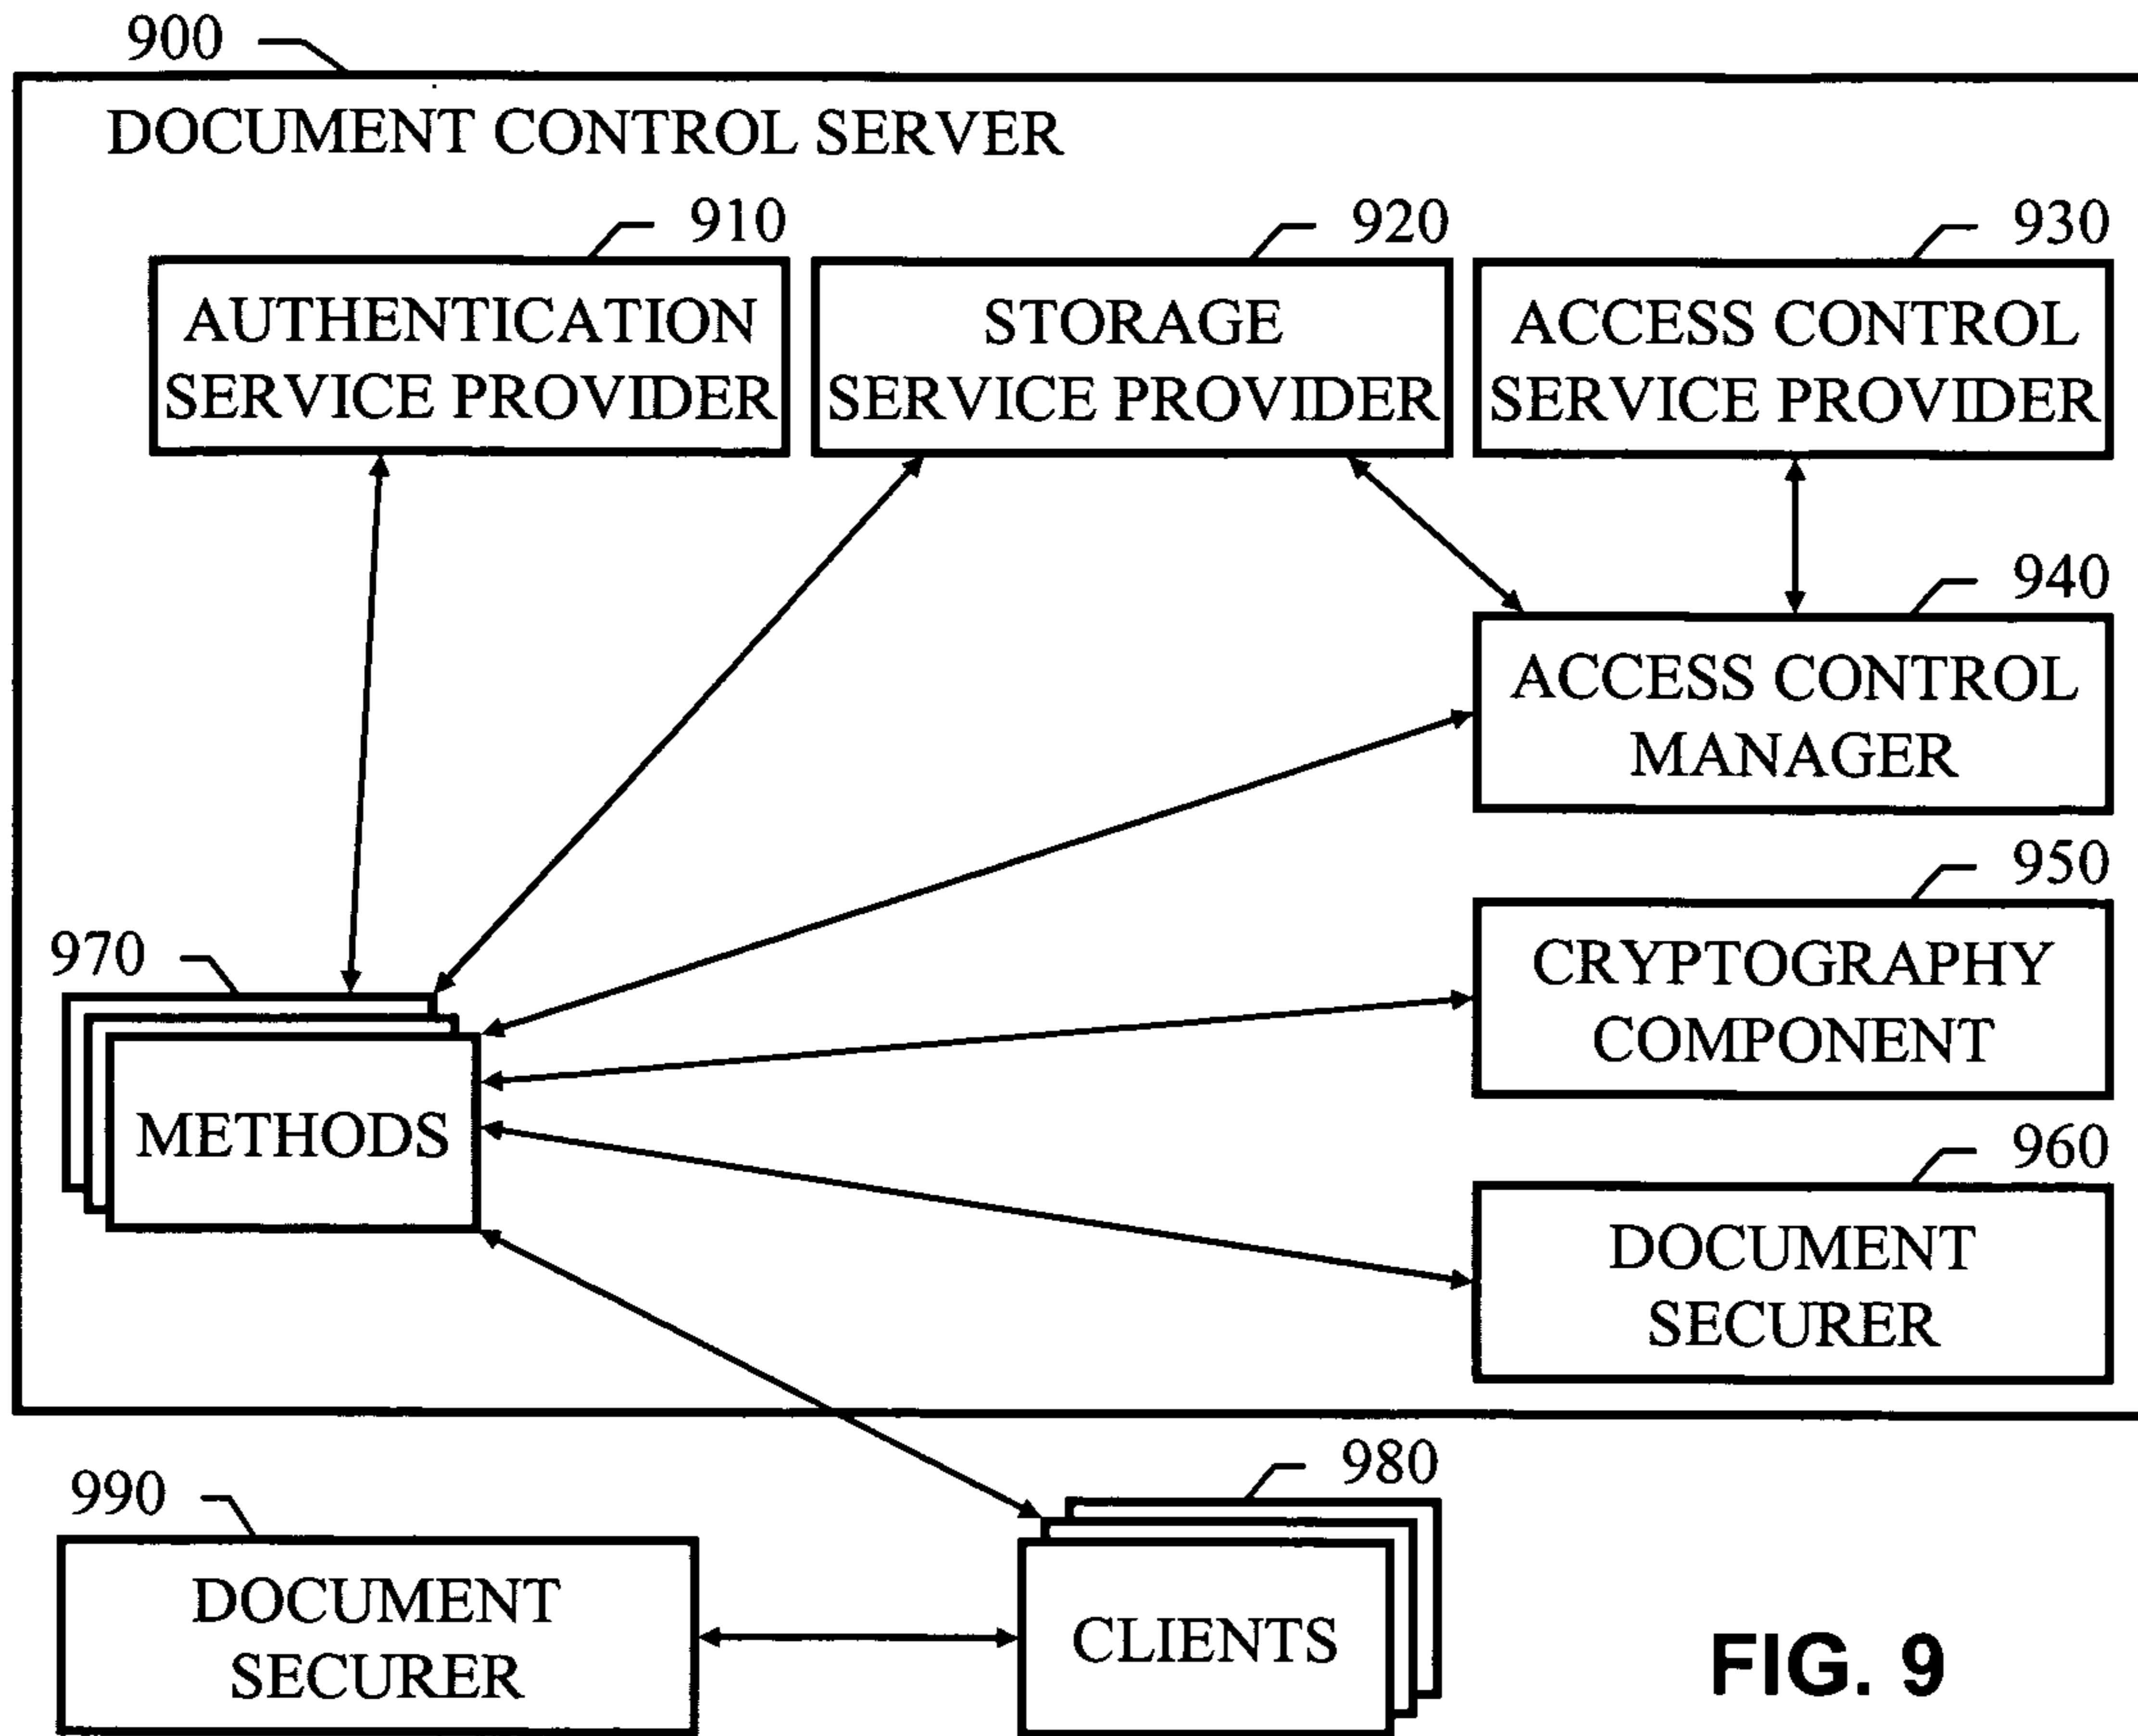 900
DOCUMENT CONTROL SERVER
910
920
930
AUTHENTICATION
SERVICE PROVIDER
STORAGE
SERVICE PROVIDER
ACCESS CONTROL
SERVICE PROVIDER
940
ACCESS CONTROL
MANAGER
950
CRYPTOGRAPHY
COMPONENT
970
METHODS
960
DOCUMENT
SECURER
980
990
DOCUMENT
SECURER
CLIENTS
FIG. 9